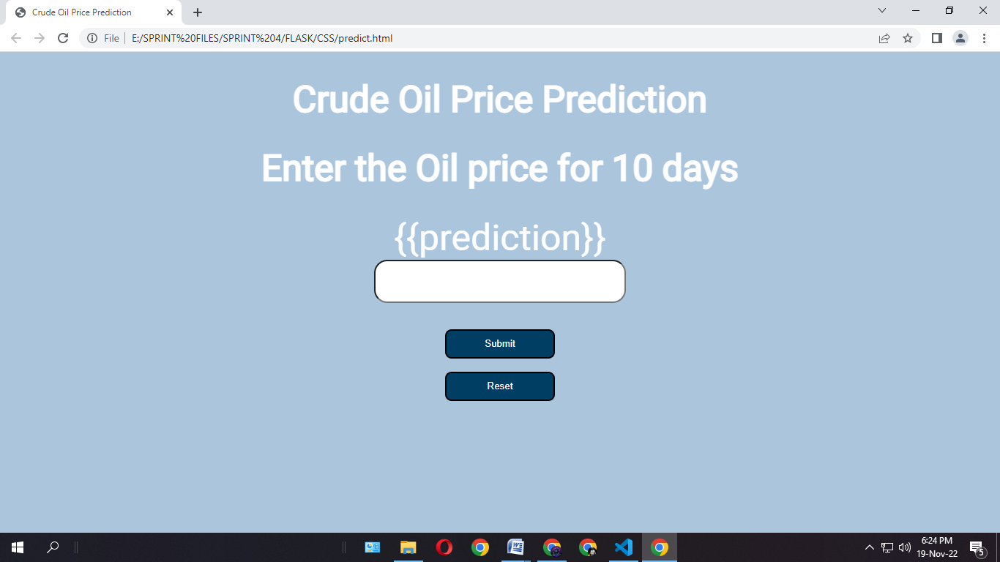 Crude Oil Price Prediction
File
E:/SPRINT%20FILES/SPRINT%204/FLASK/CSS/predict.html
Crude Oil Price Prediction
Enter the Oil price for 10 days
{{prediction}}
Submit
Reset
6:24 PM
19-Nov-22
5